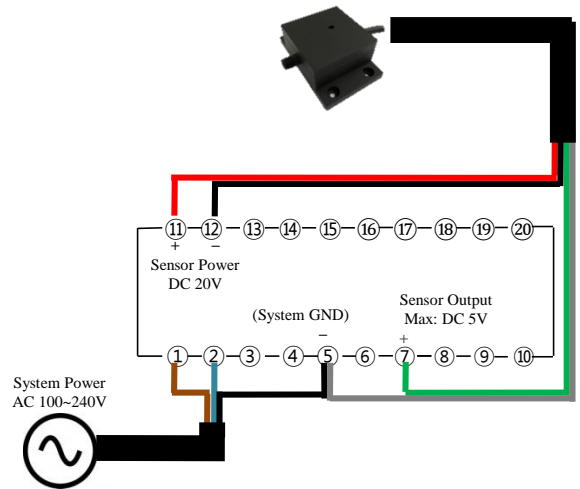 ⑪ ⑫ ⑬ ⑭ ⑮ ⑯ ⑰ ⑱ ⑲ ⑳
+ −
Sensor Power
DC 20V
Sensor Output
Max: DC 5V
(System GND)
− +
① ② ③ ④ ⑤ ⑥ ⑦ ⑧ ⑨ ⑩
System Power
AC 100~240V